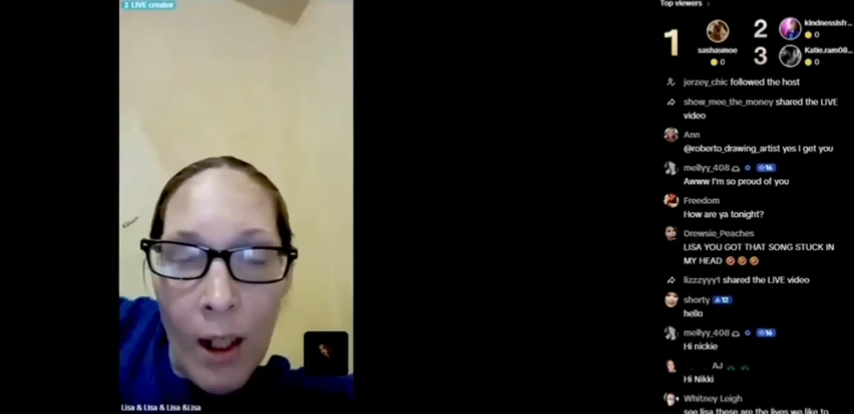 LIVE creator
Lisa & Lisa & Lisa &Lisa
Top viewers
1
sashasmoe
0
2
kindnessisfr...
0
3
Katie.ram08...
0
jerzey_chic followed the host
show_mee_the_money shared the LIVE
video
Ann
@roberto_drawing_artist yes I get you
mellyy_408 16
Awww I'm so proud of you
Freedom
How are ya tonight?
Drewsie_Peaches
LISA YOU GOT THAT SONG STUCK IN
MY HEAD 🤣🤣🤣
lizzzyyy1 shared the LIVE video
shorty 12
hello
mellyy_408 16
Hi nickie
AJ
Hi Nikki
Whitney Leigh
see lisa these are the lives we like to